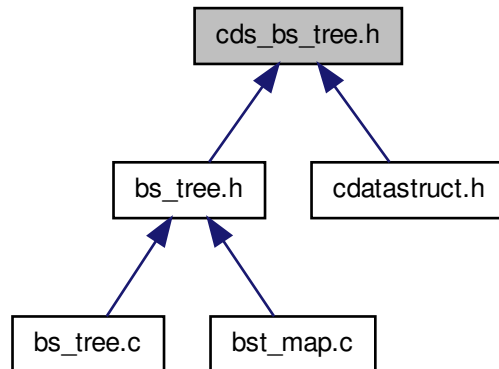 cds_bs_tree.h
bs_tree.h
cdatastruct.h
bs_tree.c
bst_map.c